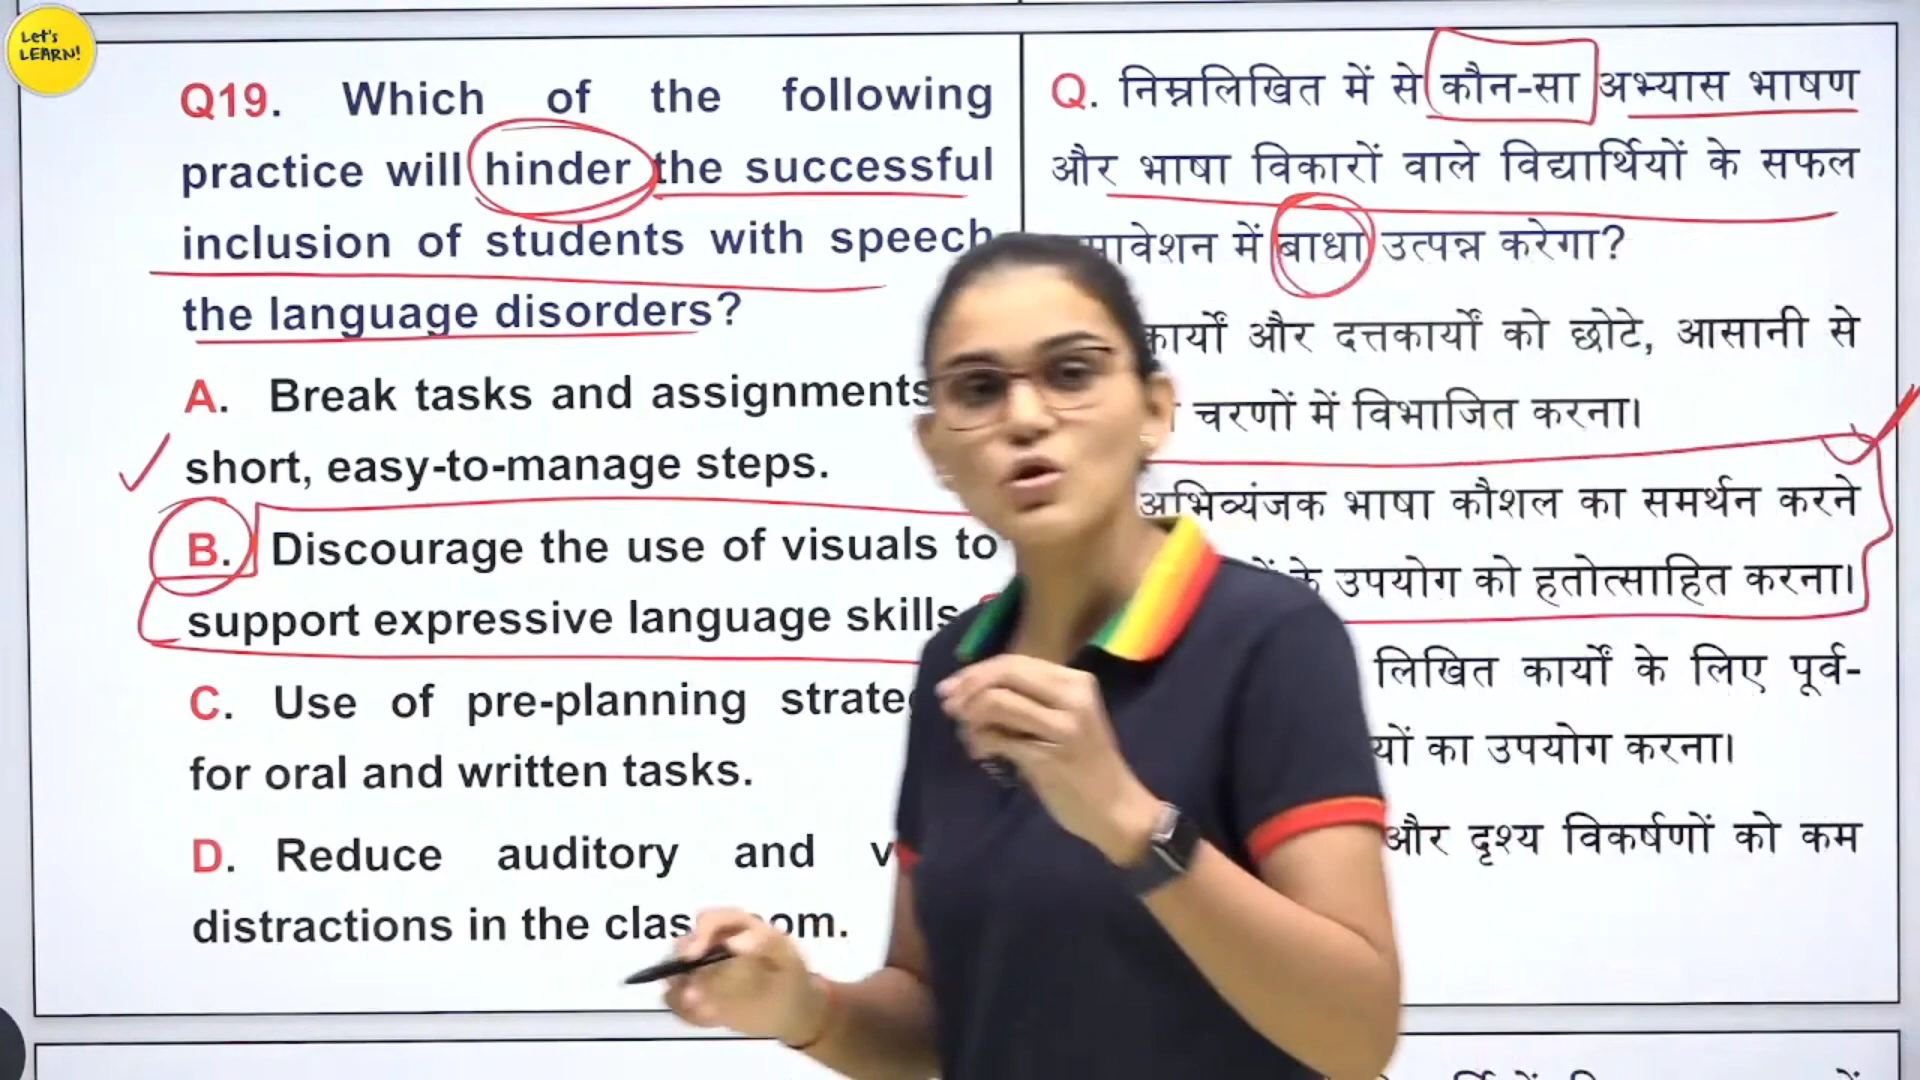 Let's
LEARN!
Q19. Which of the following
practice will hinder the successful
inclusion of students with speech
the language disorders?
A. Break tasks and assignments
short, easy-to-manage steps.
B. Discourage the use of visuals to
support expressive language skills
C. Use of pre-planning
for oral and written tasks.
D. Reduce auditory and
distractions in the
Q. निम्नलिखित में से कौन-सा अभ्यास भाषण
और भाषा विकारों वाले विद्यार्थियों के सफल
में बाधा उत्पन्न करेगा?
कार्यों और दत्तकार्यों को छोटे, आसानी से
चरणों में विभाजित करना।
अभिव्यंजक भाषा कौशल का समर्थन करने
के उपयोग को हतोत्साहित करना।
लिखित कार्यों के लिए पूर्व-
का उपयोग करना।
और दृश्य विकर्षणों को कम